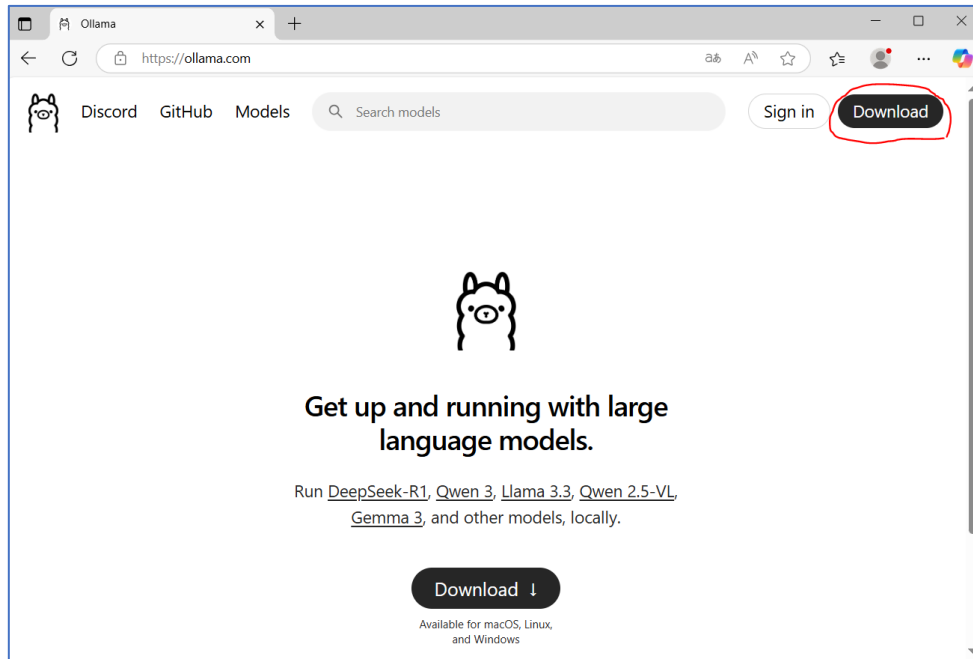 Ollama
https://ollama.com
aあ
Discord GitHub Models Search models Sign in Download
Get up and running with large
language models.
Run DeepSeek-R1, Qwen 3, Llama 3.3, Qwen 2.5-VL,
Gemma 3, and other models, locally.
Download ↓
Available for macOS, Linux,
and Windows